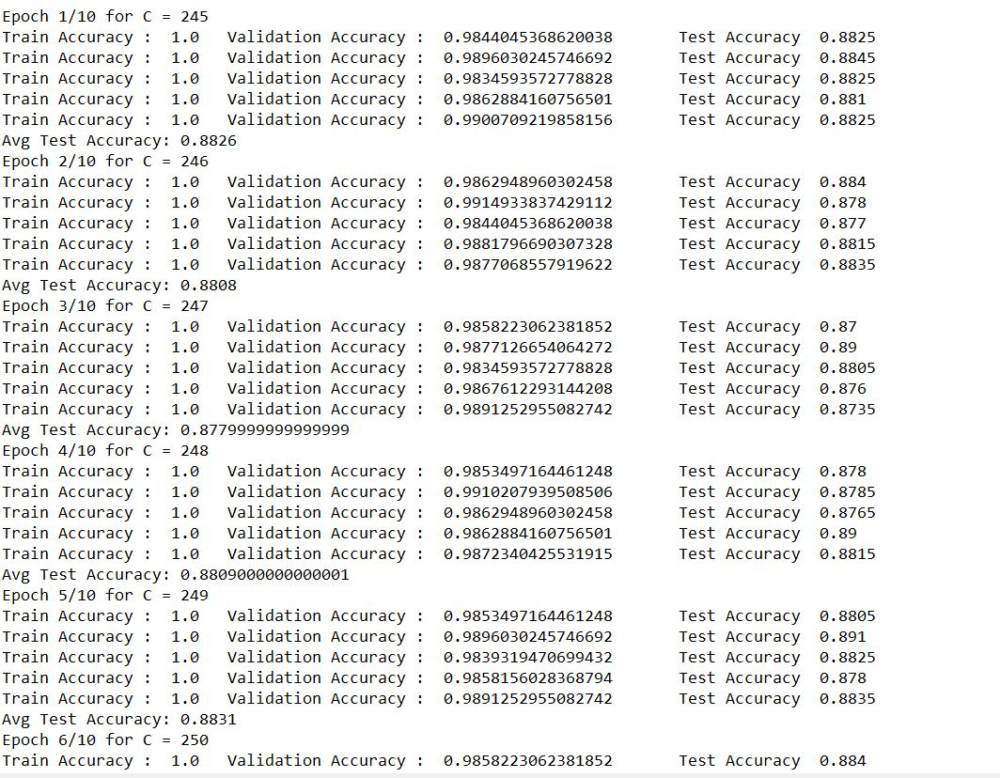 Epoch 1/10 for C = 245
Train Accuracy :  1.0   Validation Accuracy :  0.9844045368620038       Test Accuracy  0.8825
Train Accuracy :  1.0   Validation Accuracy :  0.9896030245746692       Test Accuracy  0.8845
Train Accuracy :  1.0   Validation Accuracy :  0.9834593572778828       Test Accuracy  0.8825
Train Accuracy :  1.0   Validation Accuracy :  0.9862884160756501       Test Accuracy  0.881
Train Accuracy :  1.0   Validation Accuracy :  0.9900709219858156       Test Accuracy  0.8825
Avg Test Accuracy: 0.8826
Epoch 2/10 for C = 246
Train Accuracy :  1.0   Validation Accuracy :  0.9862948960302458       Test Accuracy  0.884
Train Accuracy :  1.0   Validation Accuracy :  0.9914933837429112       Test Accuracy  0.878
Train Accuracy :  1.0   Validation Accuracy :  0.9844045368620038       Test Accuracy  0.877
Train Accuracy :  1.0   Validation Accuracy :  0.9881796690307328       Test Accuracy  0.8815
Train Accuracy :  1.0   Validation Accuracy :  0.9877068557919622       Test Accuracy  0.8835
Avg Test Accuracy: 0.8808
Epoch 3/10 for C = 247
Train Accuracy :  1.0   Validation Accuracy :  0.9858223062381852       Test Accuracy  0.87
Train Accuracy :  1.0   Validation Accuracy :  0.9877126654064272       Test Accuracy  0.89
Train Accuracy :  1.0   Validation Accuracy :  0.9834593572778828       Test Accuracy  0.8805
Train Accuracy :  1.0   Validation Accuracy :  0.9867612293144208       Test Accuracy  0.876
Train Accuracy :  1.0   Validation Accuracy :  0.9891252955082742       Test Accuracy  0.8735
Avg Test Accuracy: 0.8779999999999999
Epoch 4/10 for C = 248
Train Accuracy :  1.0   Validation Accuracy :  0.9853497164461248       Test Accuracy  0.878
Train Accuracy :  1.0   Validation Accuracy :  0.9910207939508506       Test Accuracy  0.8785
Train Accuracy :  1.0   Validation Accuracy :  0.9862948960302458       Test Accuracy  0.8765
Train Accuracy :  1.0   Validation Accuracy :  0.9862884160756501       Test Accuracy  0.89
Train Accuracy :  1.0   Validation Accuracy :  0.9872340425531915       Test Accuracy  0.8815
Avg Test Accuracy: 0.8809000000000001
Epoch 5/10 for C = 249
Train Accuracy :  1.0   Validation Accuracy :  0.9853497164461248       Test Accuracy  0.8805
Train Accuracy :  1.0   Validation Accuracy :  0.9896030245746692       Test Accuracy  0.891
Train Accuracy :  1.0   Validation Accuracy :  0.9839319470699432       Test Accuracy  0.8825
Train Accuracy :  1.0   Validation Accuracy :  0.9858156028368794       Test Accuracy  0.878
Train Accuracy :  1.0   Validation Accuracy :  0.9891252955082742       Test Accuracy  0.8835
Avg Test Accuracy: 0.8831
Epoch 6/10 for C = 250
Train Accuracy :  1.0   Validation Accuracy :  0.9858223062381852       Test Accuracy  0.884